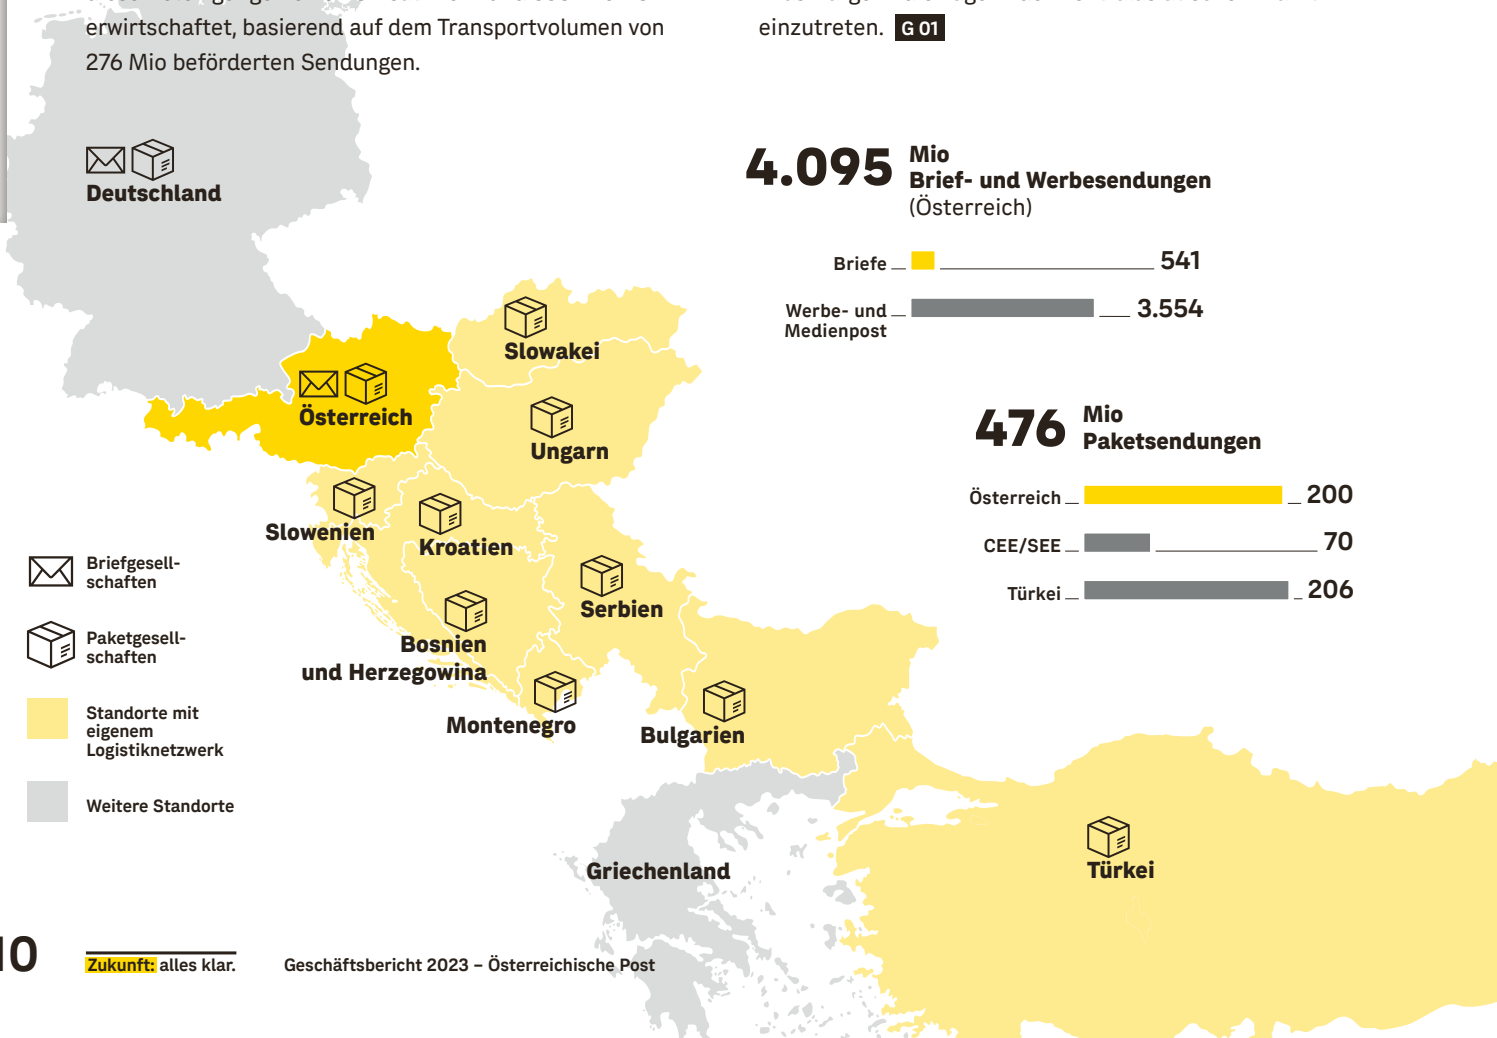 erwirtschaftet, basierend auf dem Transportvolumen von
276 Mio beförderten Sendungen.
einzutreten. G 01
Deutschland
4.095 Mio
Brief- und Werbesendungen
(Österreich)
Briefe 541
Werbe- und
Medienpost 3.554
Slowakei
Österreich
Ungarn
476 Mio
Paketsendungen
Österreich 200
CEE/SEE 70
Türkei 206
Slowenien
Kroatien
Serbien
Bosnien
und Herzegowina
Montenegro
Bulgarien
Briefgesell-
schaften
Paketgesell-
schaften
Standorte mit
eigenem
Logistiknetzwerk
Weitere Standorte
Griechenland
Türkei
10
Zukunft: alles klar.
Geschäftsbericht 2023 – Österreichische Post